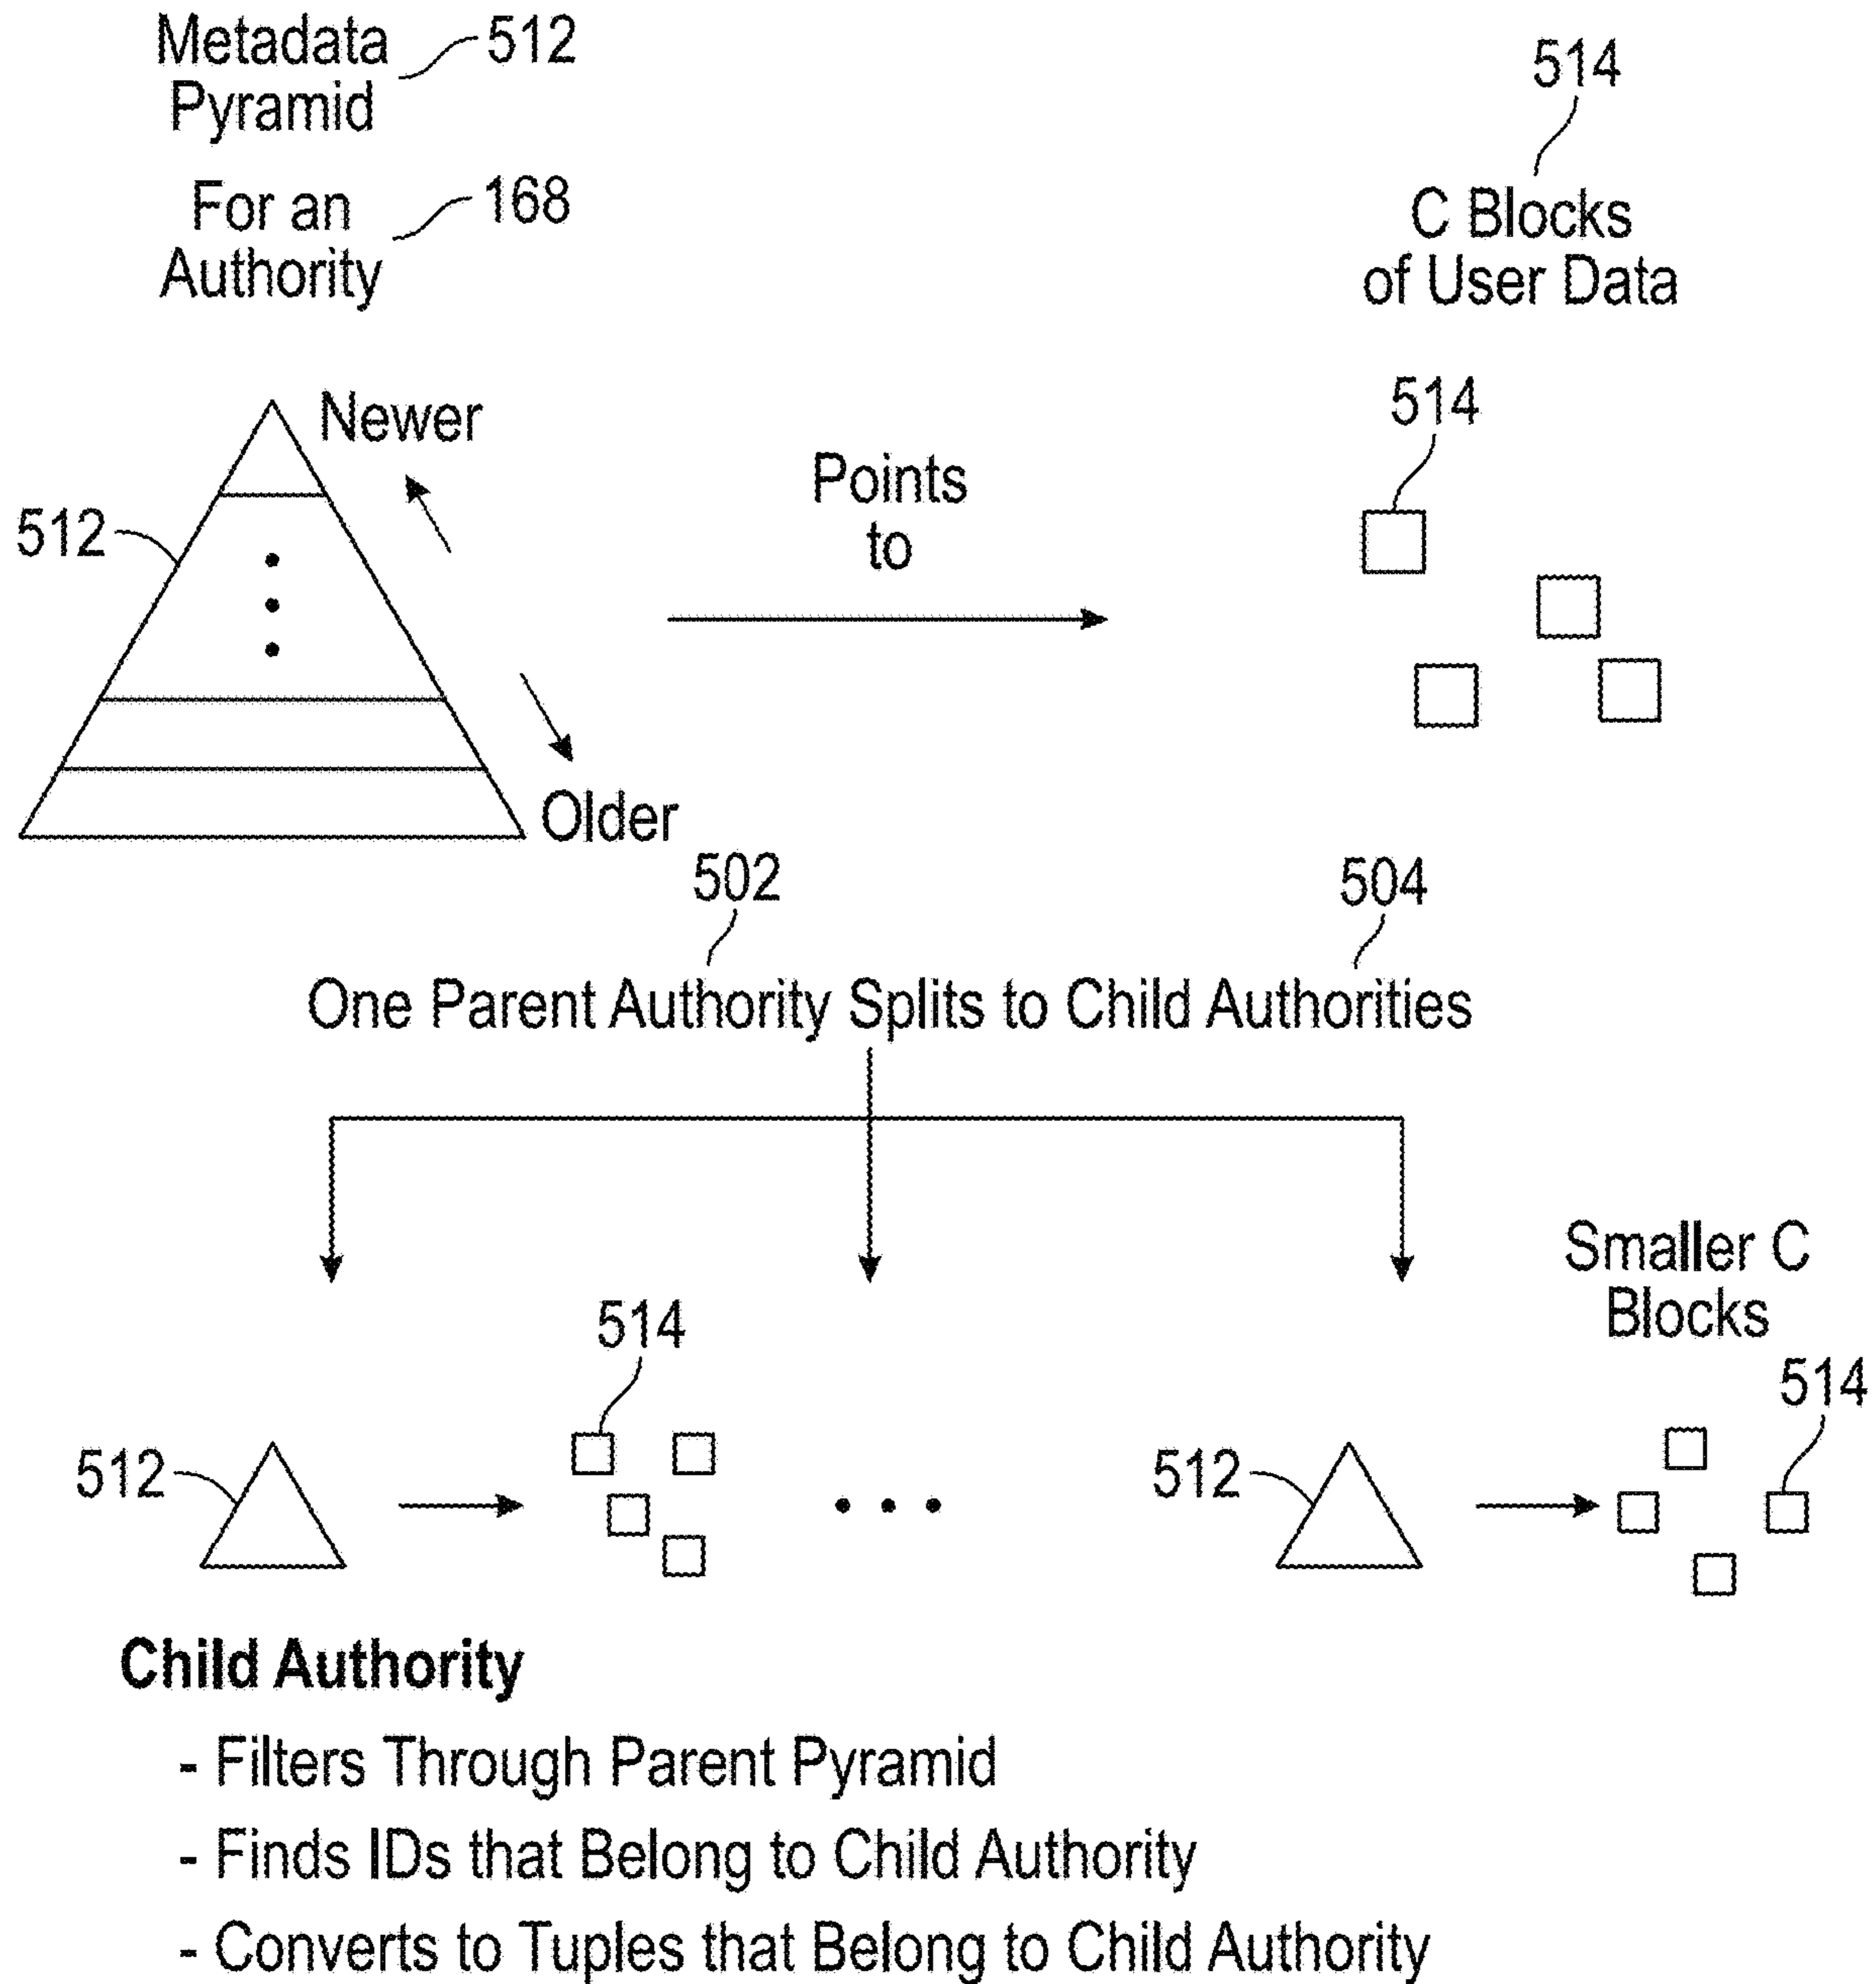 Metadata
Pyramid
512
514
For an
Authority
168
C Blocks
of User Data
Newer
514
512
Points
to
Older
502
504
One Parent Authority Splits to Child Authorities
Smaller C
Blocks
514
514
512
512
Child Authority
- Filters Through Parent Pyramid
- Finds IDs that Belong to Child Authority
- Converts to Tuples that Belong to Child Authority